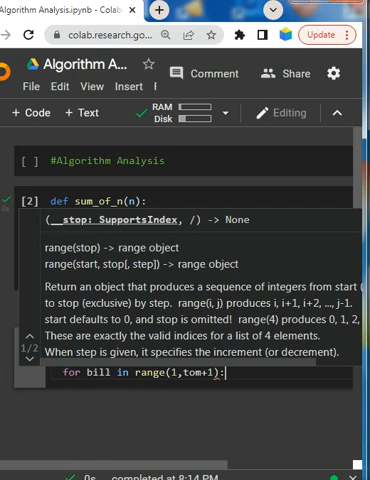 Algorithm Analysis.ipynb - Colab
colab.research.go...
Update
Algorithm A...
Comment
Share
File Edit View Insert
+ Code + Text
RAM
Disk
Editing
[ ] #Algorithm Analysis
[2] def sum_of_n(n):
0s
(__stop: SupportsIndex, /) -> None
range(stop) -> range object
range(start, stop[, step]) -> range object
Return an object that produces a sequence of integers from start (
to stop (exclusive) by step. range(i, j) produces i, i+1, i+2, ..., j-1.
start defaults to 0, and stop is omitted! range(4) produces 0, 1, 2,
These are exactly the valid indices for a list of 4 elements.
1/2
When step is given, it specifies the increment (or decrement).
for bill in range(1,tom+1):
0s completed at 8:14 PM